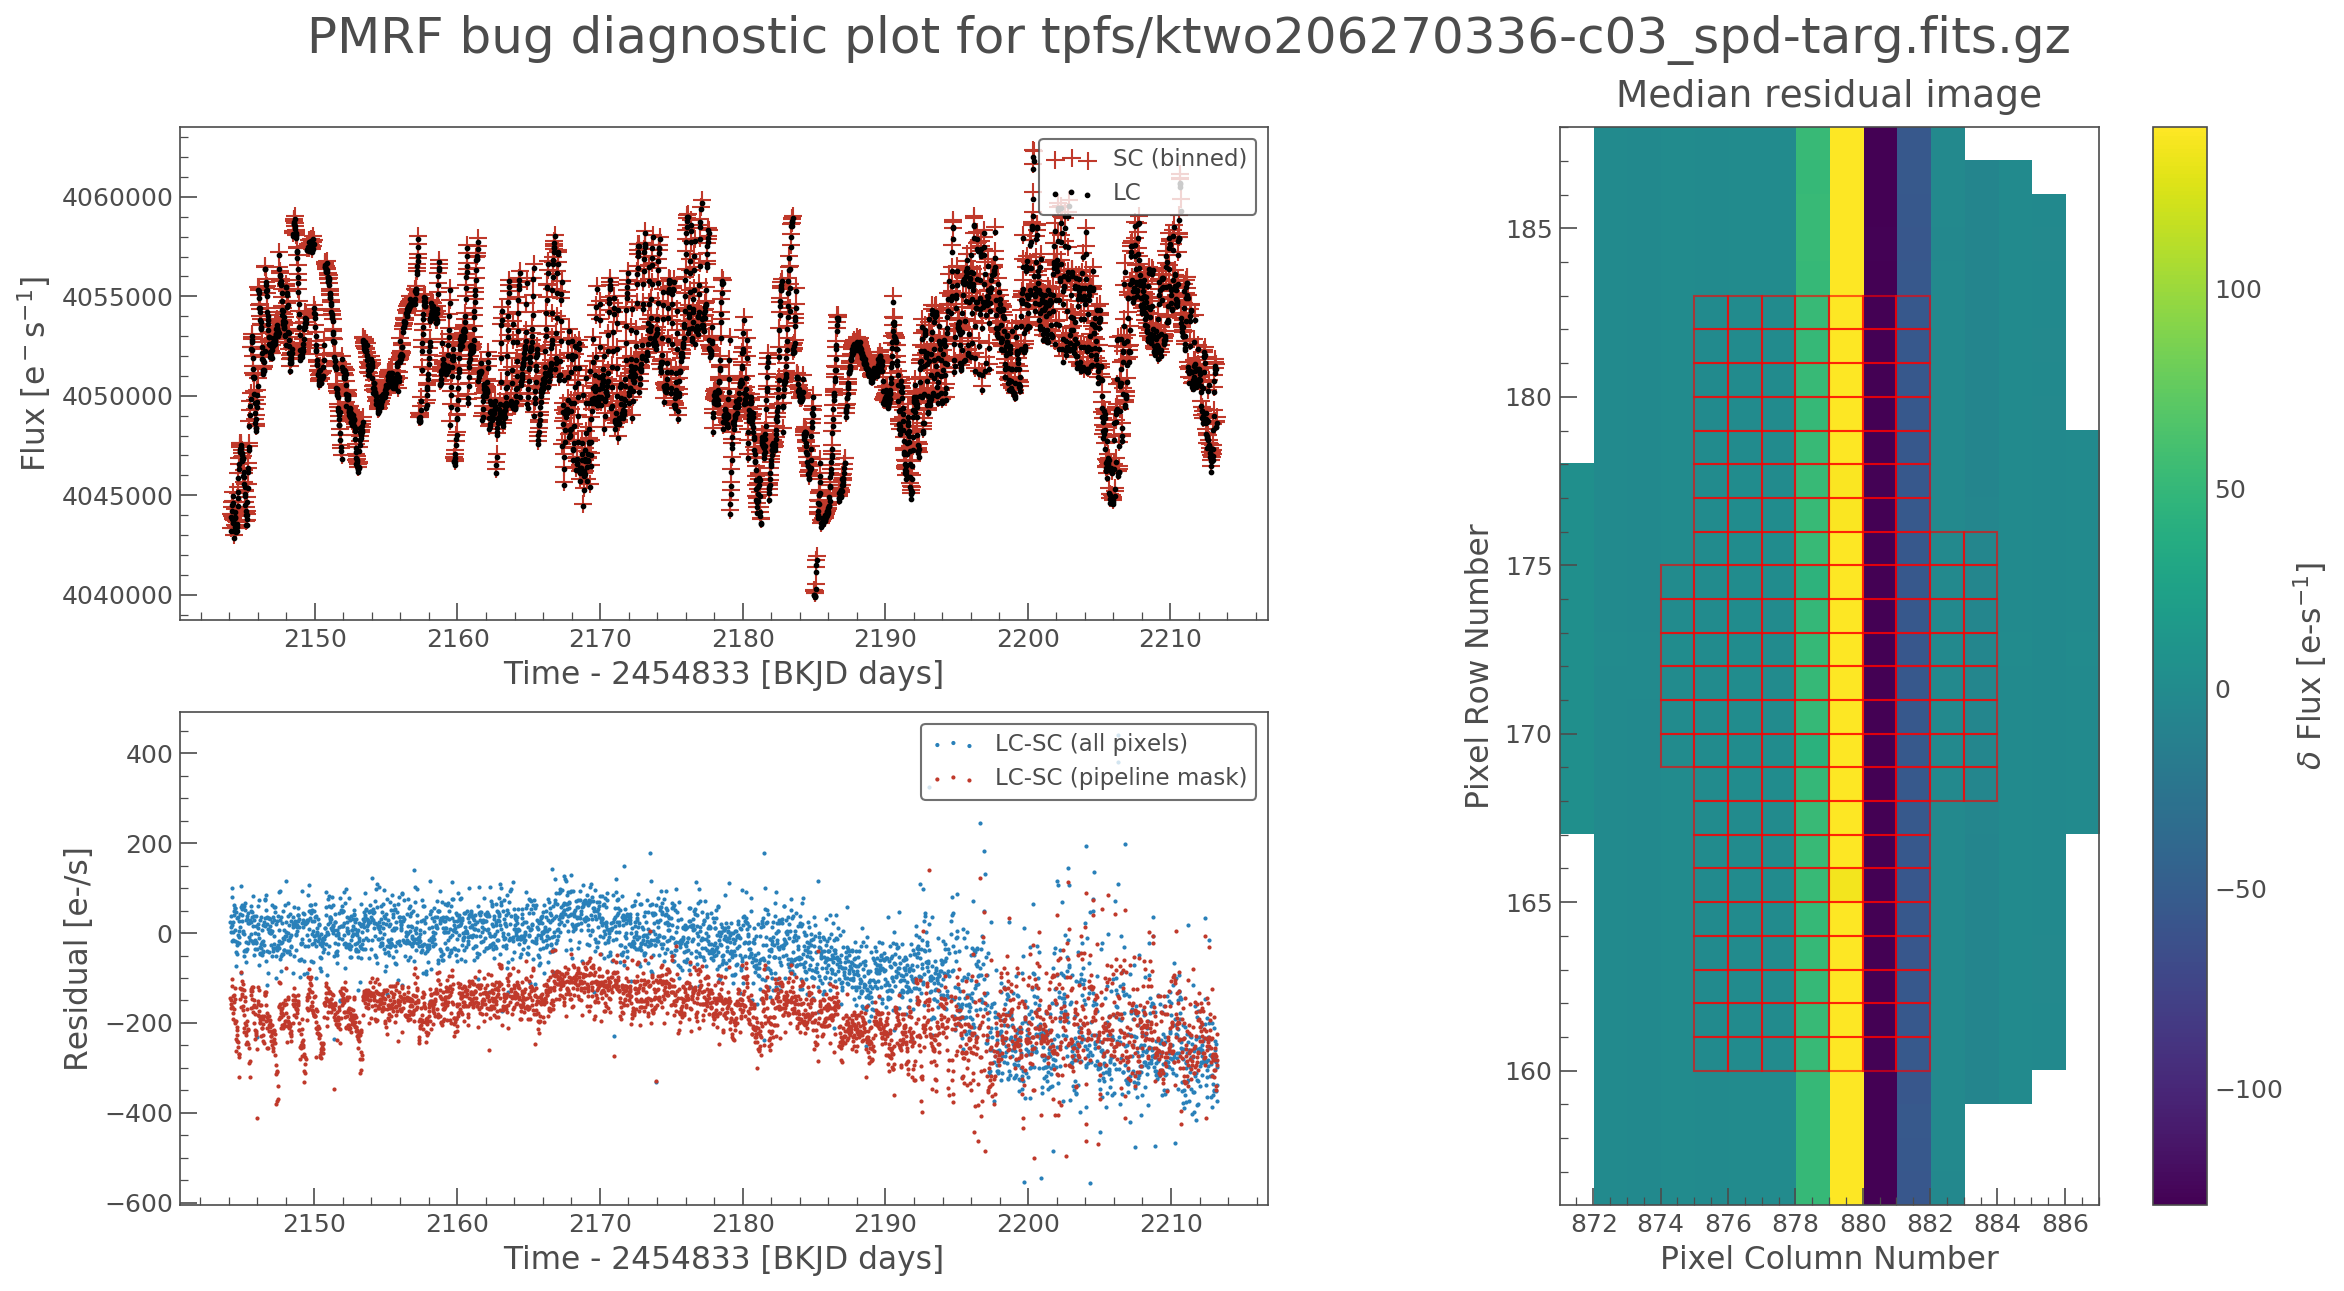 PMRF bug diagnostic plot for tpfs/ktwo206270336-c03_spd-targ.fits.gz
SC (binned)
LC
4060000
4055000
4050000
4045000
4040000
Flux [e⁻ s⁻¹]
2150 2160 2170 2180 2190 2200 2210
Time - 2454833 [BKJD days]
LC-SC (all pixels)
LC-SC (pipeline mask)
400
200
0
−200
−400
−600
Residual [e-/s]
2150 2160 2170 2180 2190 2200 2210
Time - 2454833 [BKJD days]
Median residual image
185
180
175
170
165
160
Pixel Row Number
872 874 876 878 880 882 884 886
Pixel Column Number
100
50
0
−50
−100
δ Flux [e-s⁻¹]